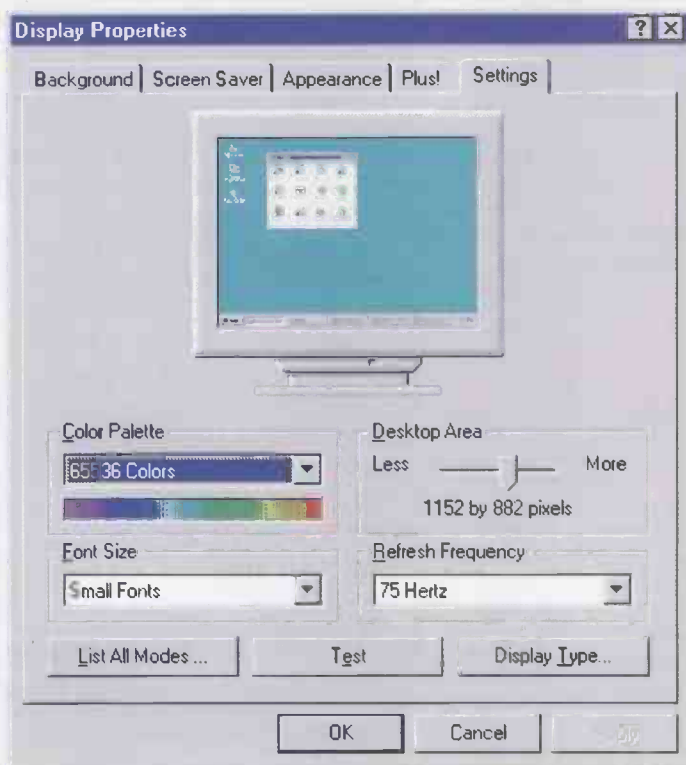 Display Properties
Background Screen Saver Appearance Plus! Settings
Color Palette
65536 Colors
Desktop Area
Less More
1152 by 882 pixels
Font Size
Small Fonts
Refresh Frequency
75 Hertz
List All Modes ... Test Display Type...
OK Cancel